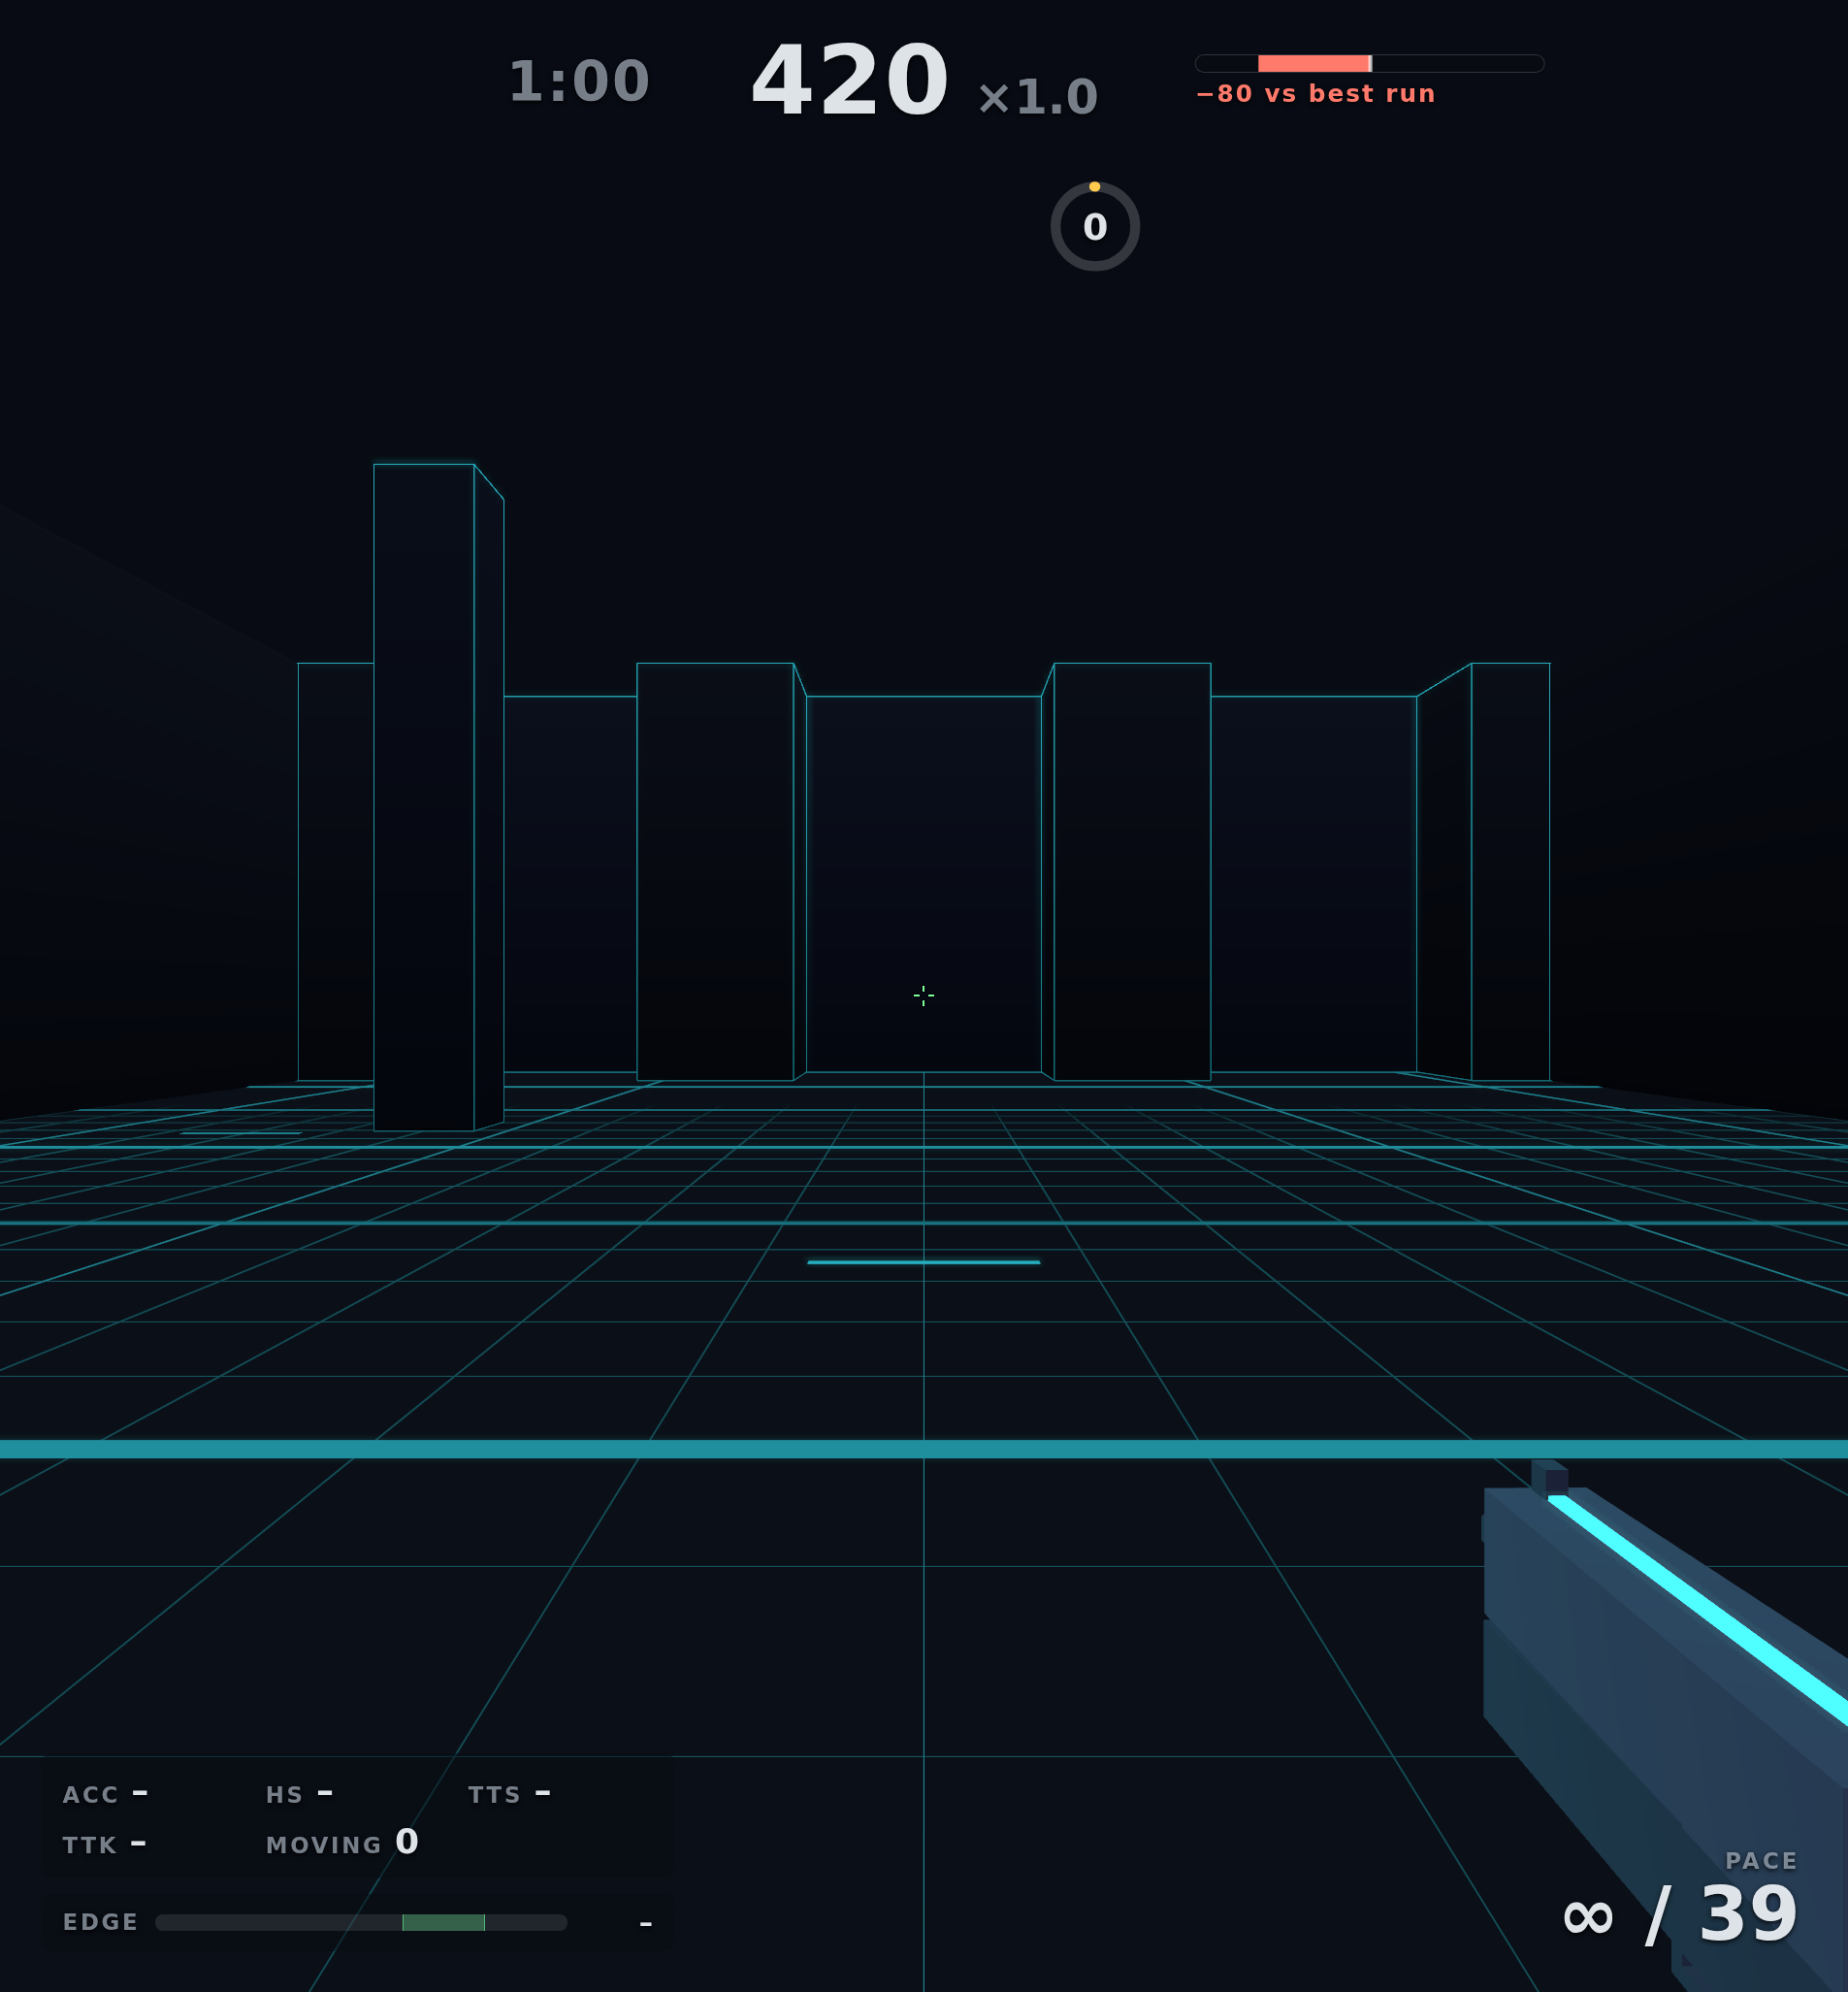 1:00 420 ×1.0
−80 vs best run
0
ACC – HS – TTS –
TTK – MOVING 0
EDGE –
PACE
∞ / 39